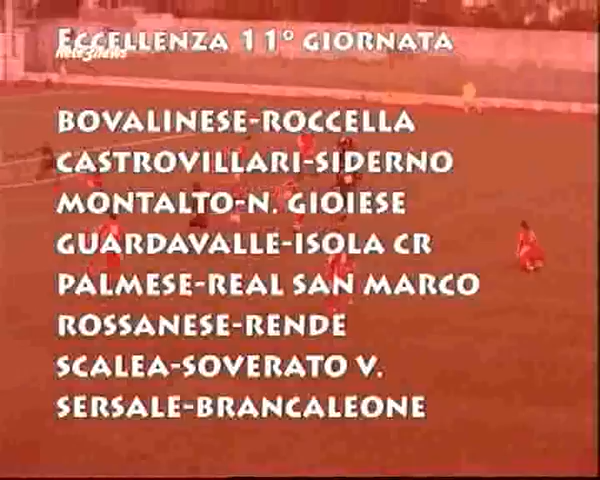 ECCELLENZA 11° GIORNATA
BOVALINESE-ROCCELLA
CASTROVILLARI-SIDERNO
MONTALTO-N. GIOIESE
GUARDAVALLE-ISOLA CR
PALMESE-REAL SAN MARCO
ROSSANESE-RENDE
SCALEA-SOVERATO V.
SERSALE-BRANCALEONE